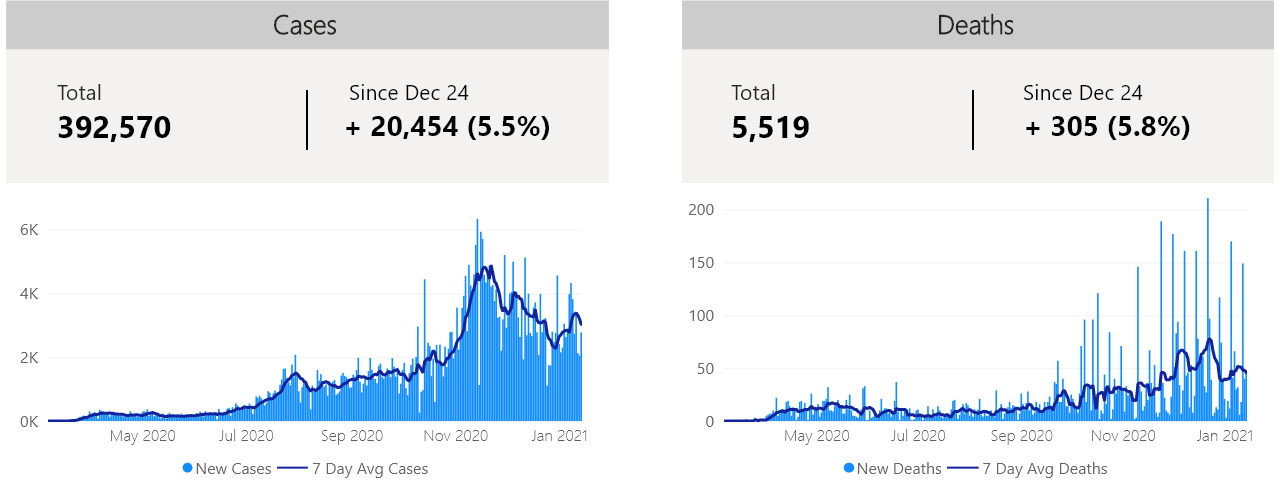 Cases
Total
Since Dec 24
392,570
+ 20,454 (5.5%)
6K
4K
2K
0K
May 2020
Jul 2020
Sep 2020
Nov 2020
Jan 2021
New Cases
7 Day Avg Cases
Deaths
Total
Since Dec 24
5,519
+ 305 (5.8%)
200
150
100
50
0
May 2020
Jul 2020
Sep 2020
Nov 2020
Jan 2021
New Deaths
7 Day Avg Deaths